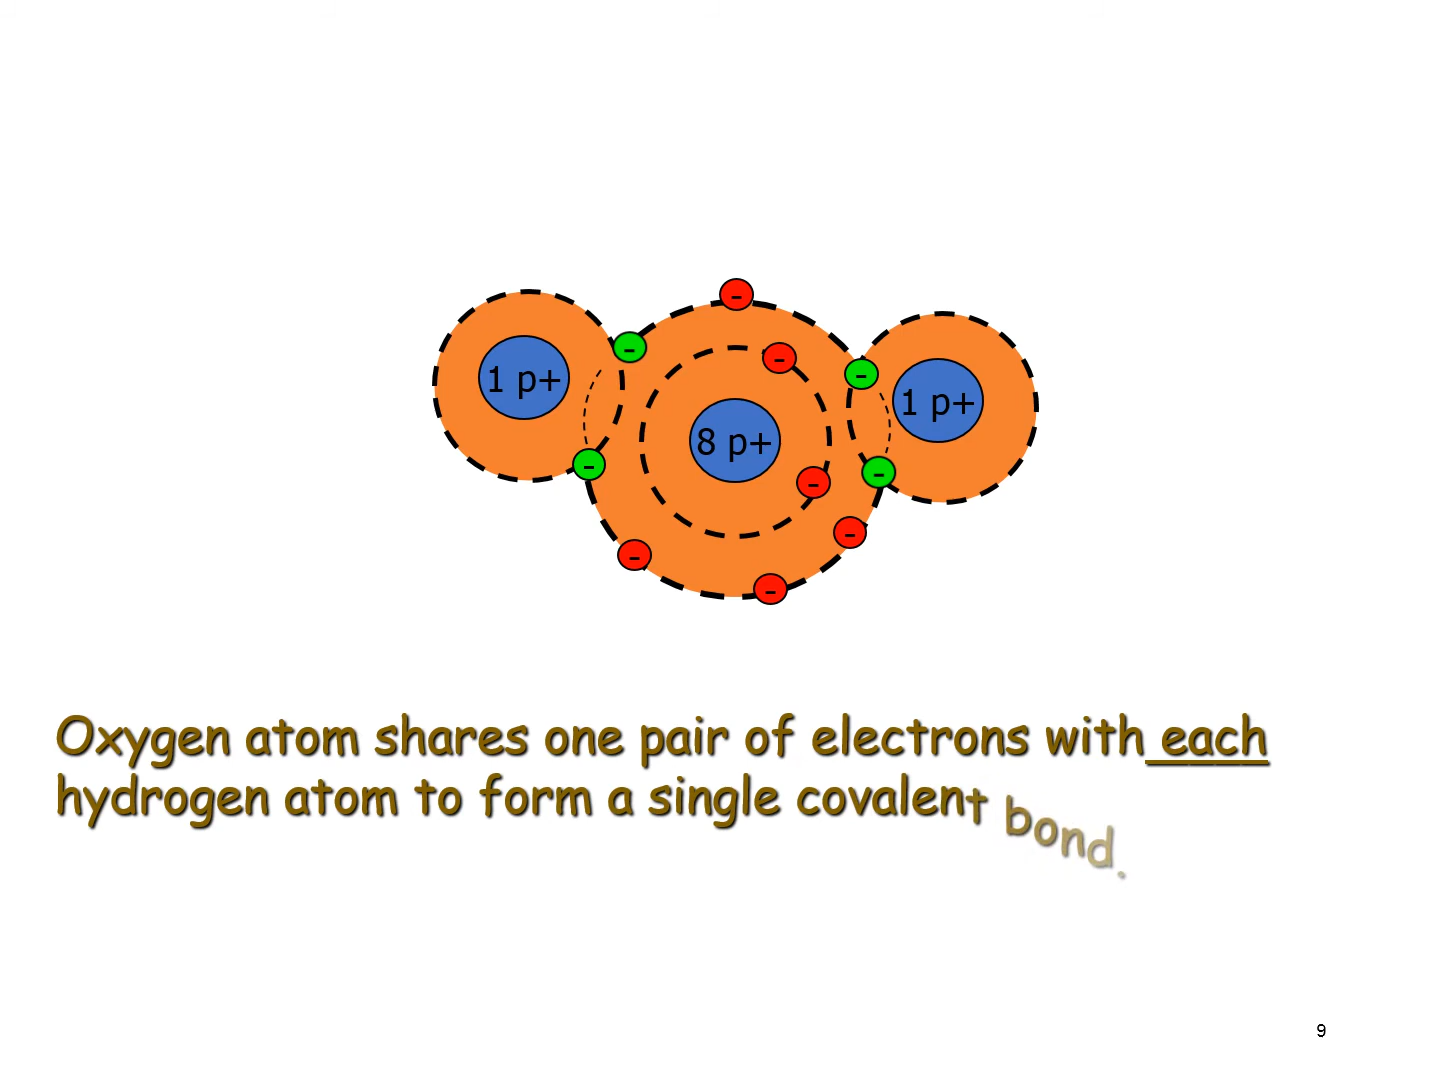 -
- -
- -
1 p+ 1 p+
8 p+
- -
-
-
-
-
Oxygen atom shares one pair of electrons with each
hydrogen atom to form a single covalent bond.
9